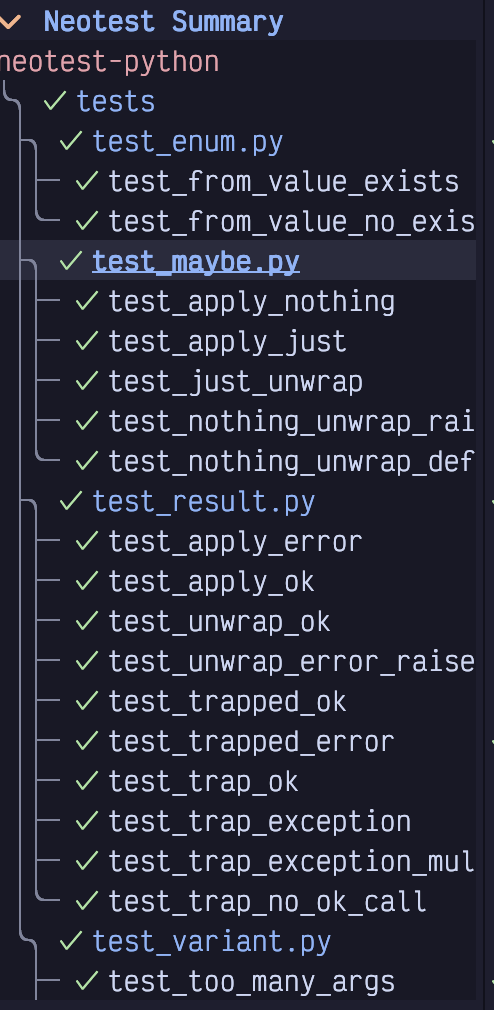 Neotest Summary
neotest-python
tests
test_enum.py
test_from_value_exists
test_from_value_no_exis
test_maybe.py
test_apply_nothing
test_apply_just
test_just_unwrap
test_nothing_unwrap_rai
test_nothing_unwrap_def
test_result.py
test_apply_error
test_apply_ok
test_unwrap_ok
test_unwrap_error_raise
test_trapped_ok
test_trapped_error
test_trap_ok
test_trap_exception
test_trap_exception_mul
test_trap_no_ok_call
test_variant.py
test_too_many_args